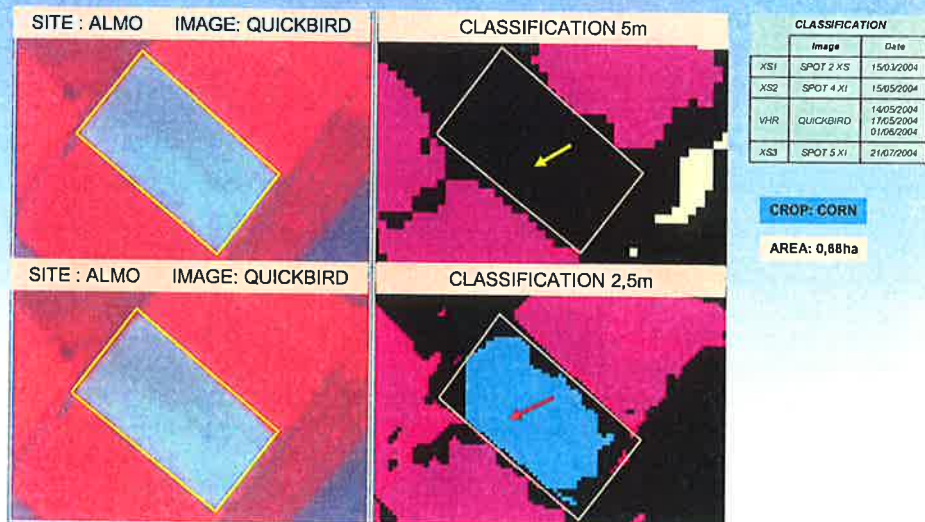 SITE : ALMO IMAGE: QUICKBIRD
CLASSIFICATION 5m
CLASSIFICATION
Image Date
XS1 SPOT 2 XS 15/03/2004
XS2 SPOT 4 XI 15/05/2004
VHR QUICKBIRD 14/05/2004
17/05/2004
01/06/2004
XS3 SPOT 5 XI 21/07/2004
CROP: CORN
AREA: 0,68ha
SITE : ALMO IMAGE: QUICKBIRD
CLASSIFICATION 2,5m